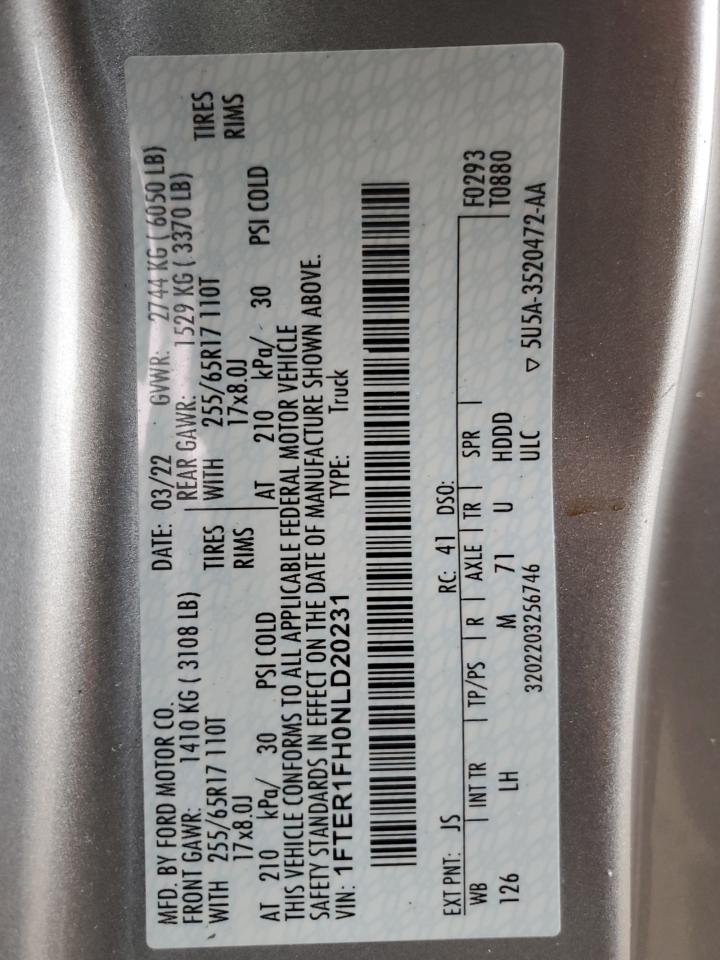 MFD. BY FORD MOTOR CO. DATE: 03/22 GVWR: 2744 KG ( 6050 LB)
FRONT GAWR: 1410 KG ( 3108 LB) REAR GAWR: 1529 KG ( 3370 LB)
WITH 255/65R17 110T TIRES WITH 255/65R17 110T TIRES
17x8.0J RIMS 17x8.0J RIMS
AT 210 kPa/ 30 PSI COLD AT 210 kPa/ 30 PSI COLD
THIS VEHICLE CONFORMS TO ALL APPLICABLE FEDERAL MOTOR VEHICLE
SAFETY STANDARDS IN EFFECT ON THE DATE OF MANUFACTURE SHOWN ABOVE.
VIN: 1FTER1FH0NLD20231 TYPE: Truck
EXT PNT: JS RC: 41 DSO: F0293
WB INT TR TP/PS R AXLE TR SPR T0880
126 LH M 71 U HDDD
3202203256746 ULC ▽ 5U5A-3520472-AA